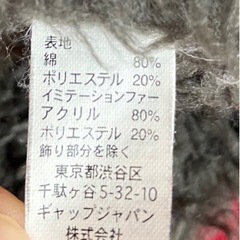 表地
綿 80%
ポリエステル 20%
イミテーションファー
アクリル 80%
ポリエステル 20%
飾り部分を除く
東京都渋谷区
千駄ヶ谷5-32-10
ギャップジャパン
株式会社